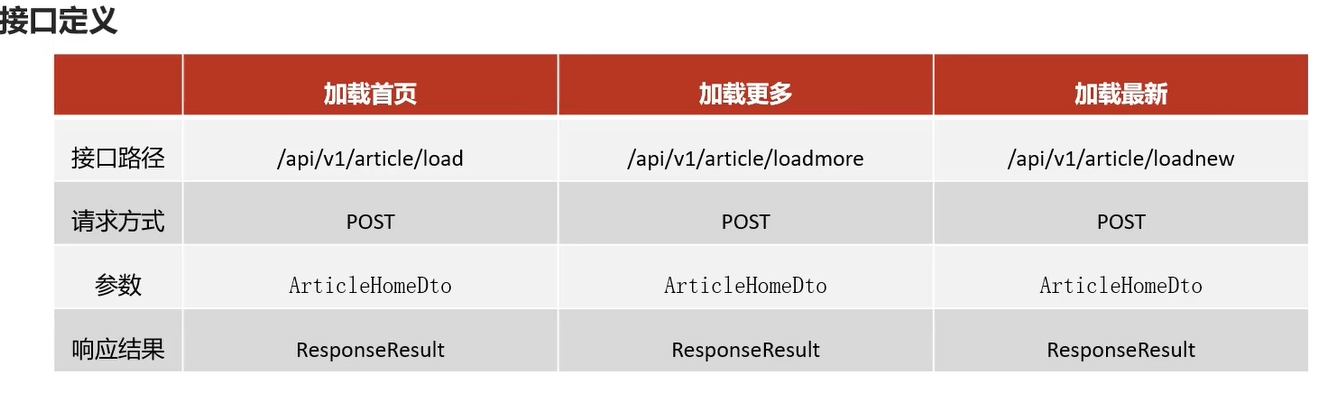 接口定义
加载首页 加载更多 加载最新
接口路径 /api/v1/article/load /api/v1/article/loadmore /api/v1/article/loadnew
请求方式 POST POST POST
参数 ArticleHomeDto ArticleHomeDto ArticleHomeDto
响应结果 ResponseResult ResponseResult ResponseResult